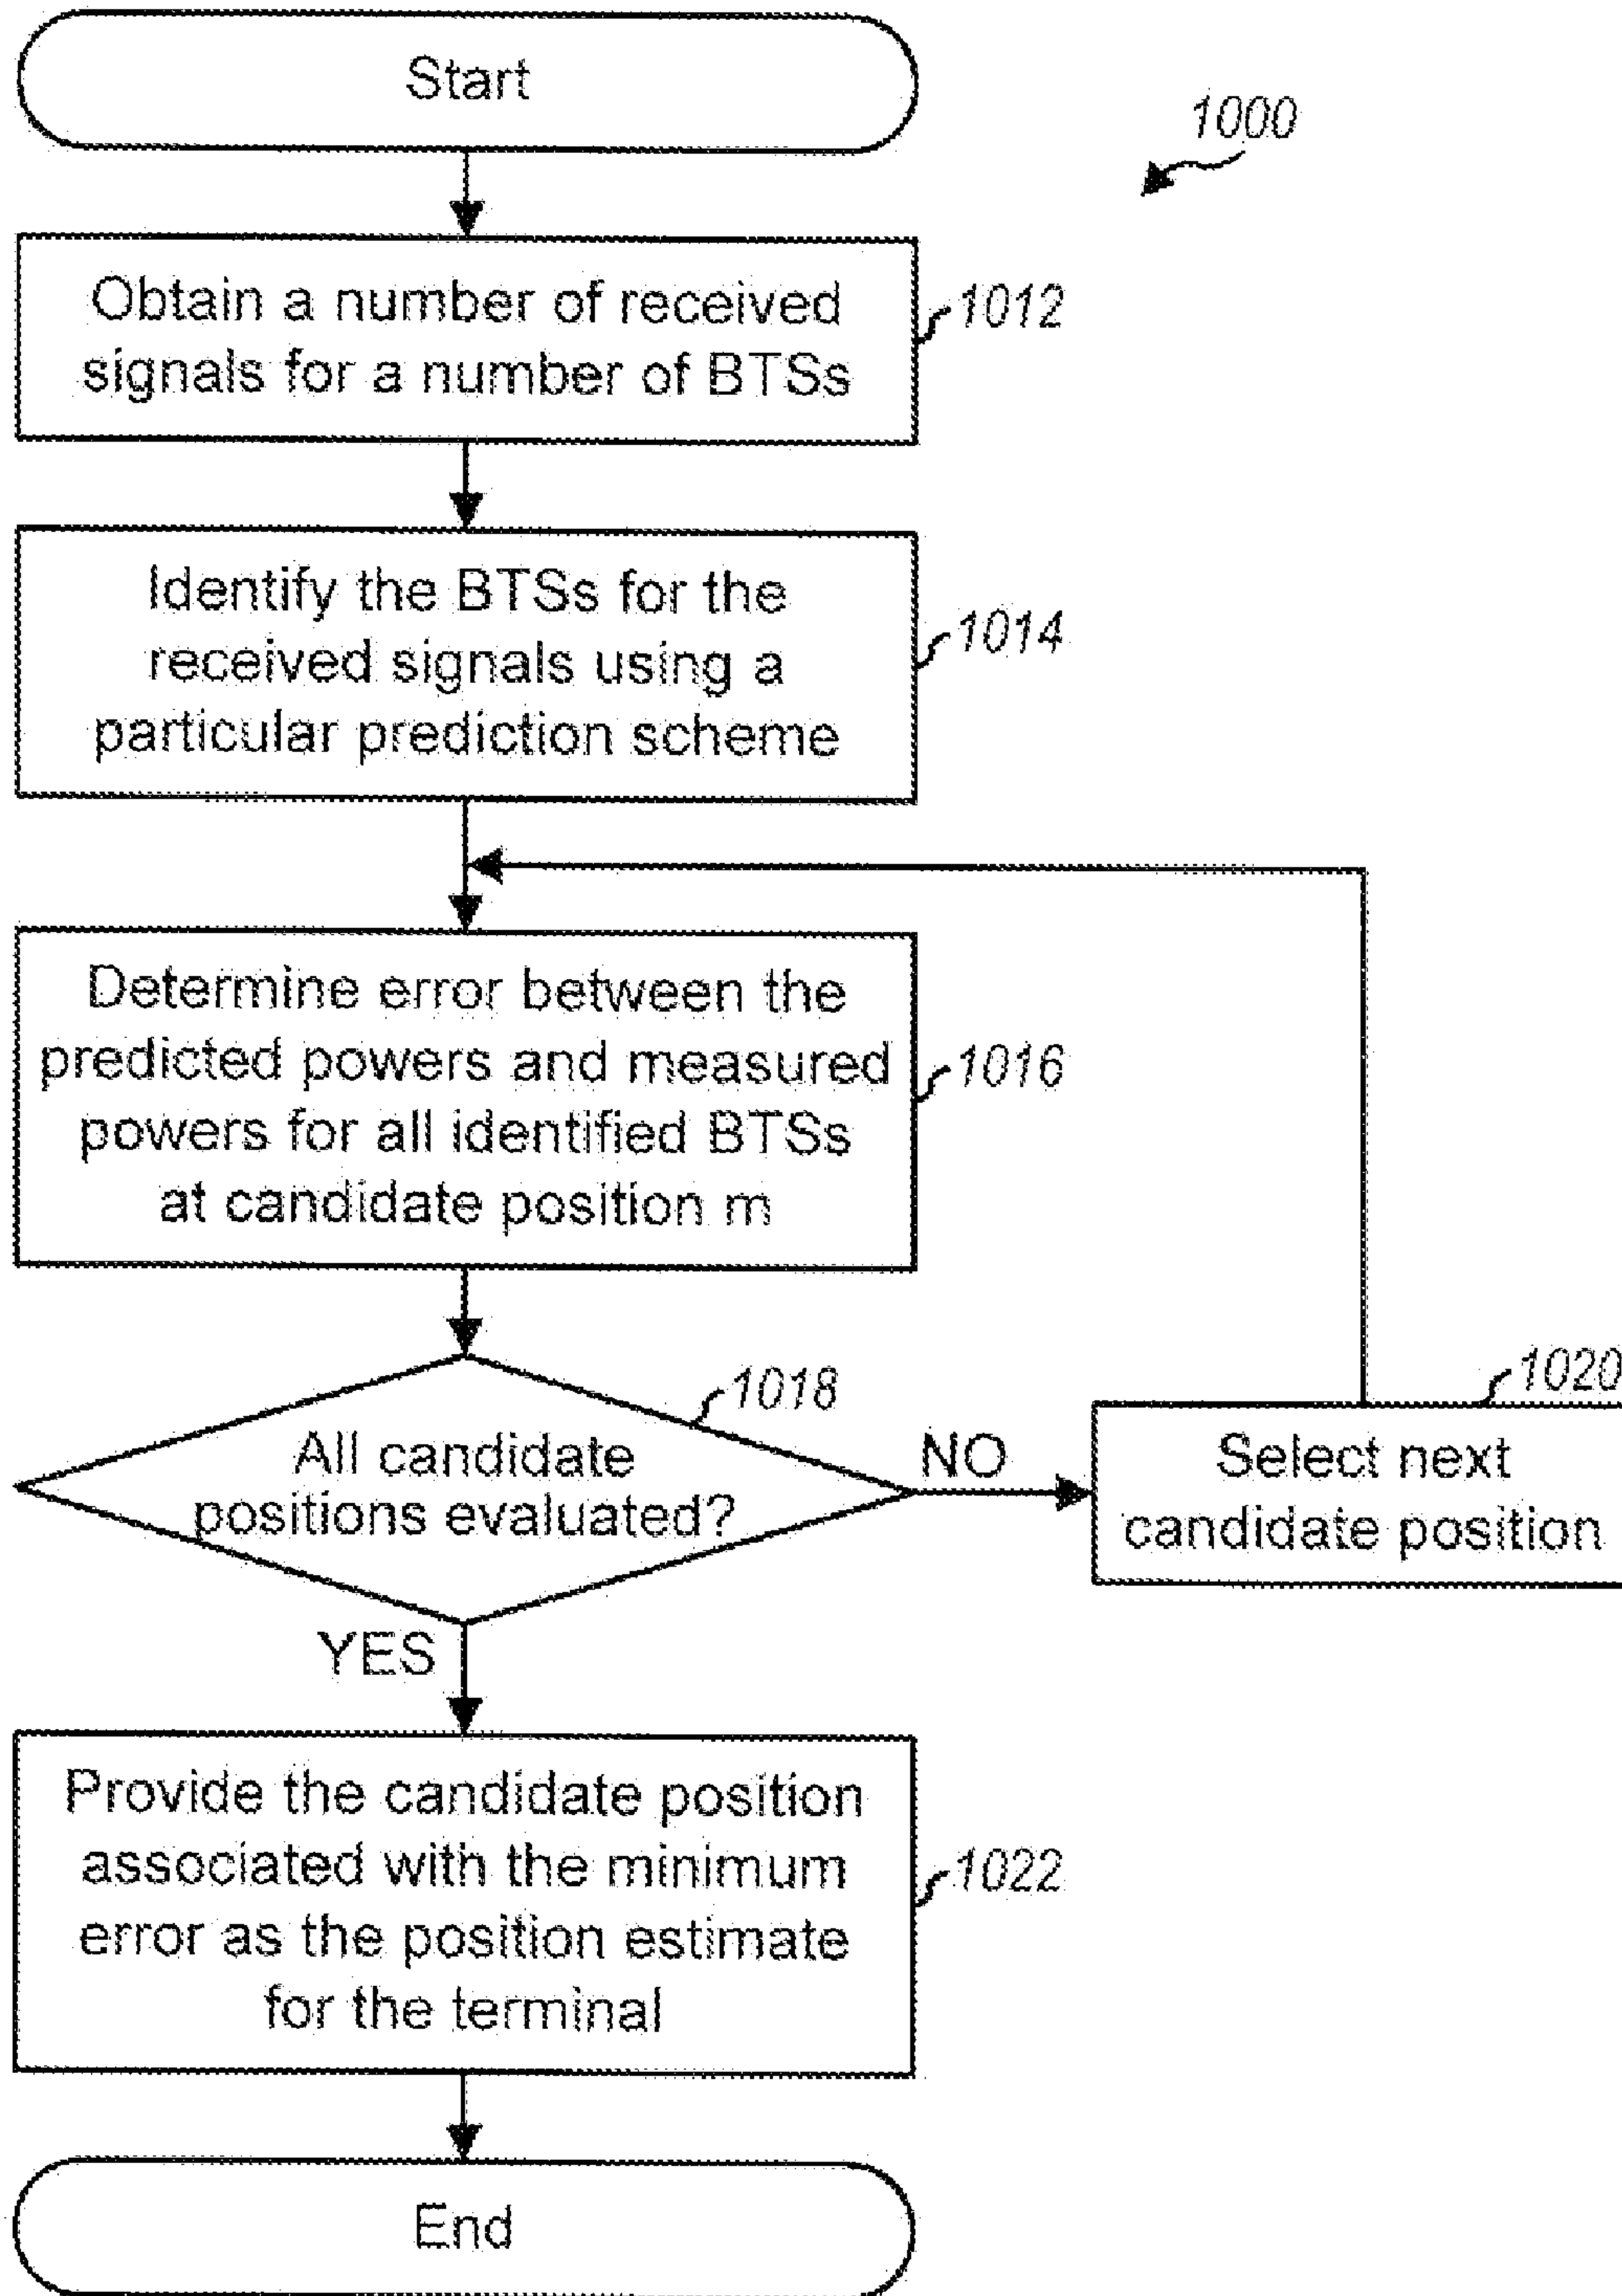 Start
1000
Obtain a number of received
signals for a number of BTSs
1012
Identify the BTSs for the
received signals using a
particular prediction scheme
1014
Determine error between the
predicted powers and measured
powers for all identified BTSs
at candidate position m
1016
1018
All candidate
positions evaluated?
NO
1020
Select next
candidate position
YES
Provide the candidate position
associated with the minimum
error as the position estimate
for the terminal
1022
End